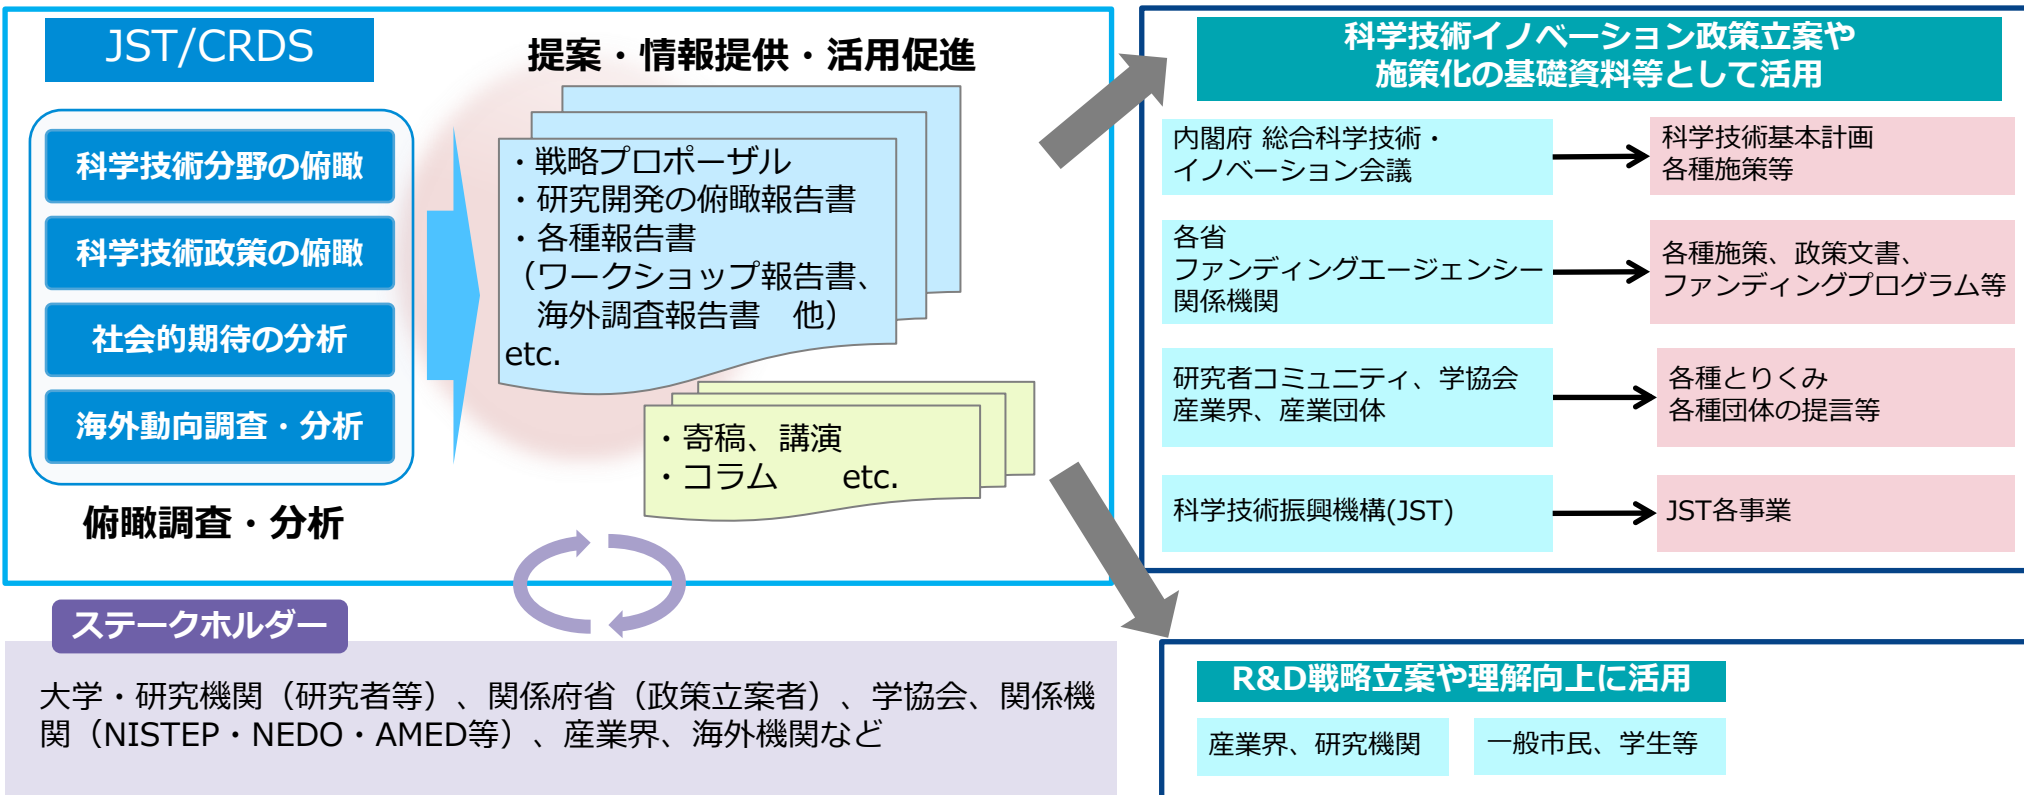 JST/CRDS
科学技術分野の俯瞰
科学技術政策の俯瞰
社会的期待の分析
海外動向調査・分析
俯瞰調査・分析
提案・情報提供・活用促進
・戦略プロポーザル
・研究開発の俯瞰報告書
・各種報告書
（ワークショップ報告書、
海外調査報告書　他）
etc.
・寄稿、講演
・コラム　　etc.
科学技術イノベーション政策立案や
施策化の基礎資料等として活用
内閣府 総合科学技術・
イノベーション会議
科学技術基本計画
各種施策等
各省
ファンディングエージェンシー
関係機関
各種施策、政策文書、
ファンディングプログラム等
研究者コミュニティ、学協会
産業界、産業団体
各種とりくみ
各種団体の提言等
科学技術振興機構(JST)
JST各事業
ステークホルダー
大学・研究機関（研究者等）、関係府省（政策立案者）、学協会、関係機
関（NISTEP・NEDO・AMED等）、産業界、海外機関など
R&D戦略立案や理解向上に活用
産業界、研究機関
一般市民、学生等